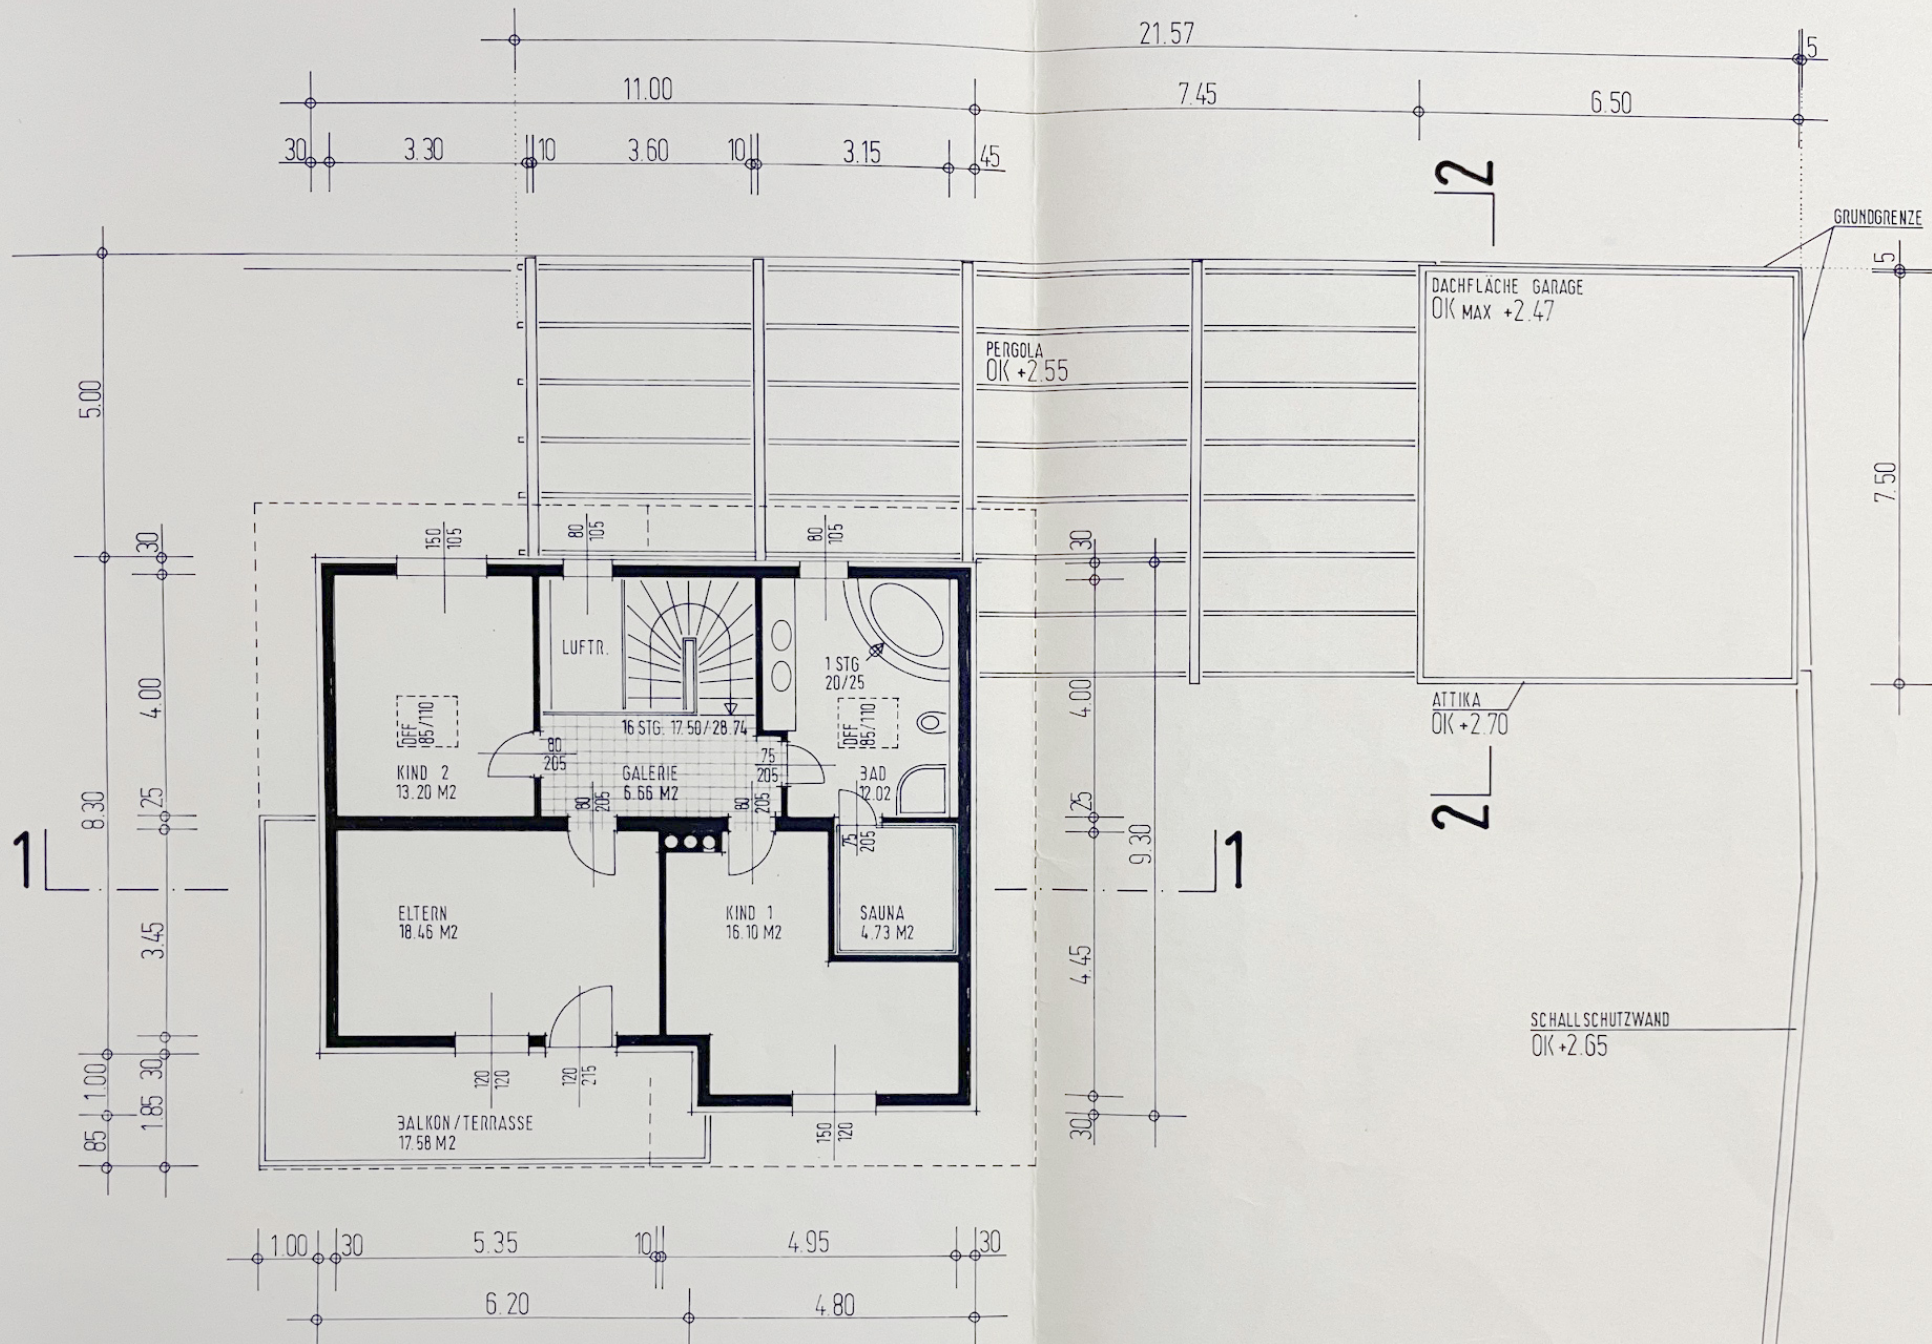 21.57
5
11.00
7.45
6.50
30
3.30
10
3.60
10
3.15
45
2
GRUNDGRENZE
5
DACHFLÄCHE GARAGE
OK MAX +2.47
PERGOLA
OK +2.55
5.00
7.50
30
150
105
80
105
80
105
30
LUFTR.
1 STG
20/25
4.00
DFF
85/110
16 STG. 17.50/28.74
DFF
85/110
4.00
ATTIKA
OK +2.70
80
205
75
205
KIND 2
13.20 M2
GALERIE
6.66 M2
BAD
12.02
80
205
80
205
75
205
8.30
25
25
9.30
2
1
1
ELTERN
18.46 M2
KIND 1
16.10 M2
SAUNA
4.73 M2
3.45
4.45
SCHALLSCHUTZWAND
OK +2.65
1.00
30
120
120
120
215
BALKON/TERRASSE
17.58 M2
150
120
85
1.85
30
1.00
30
5.35
10
4.95
30
6.20
4.80